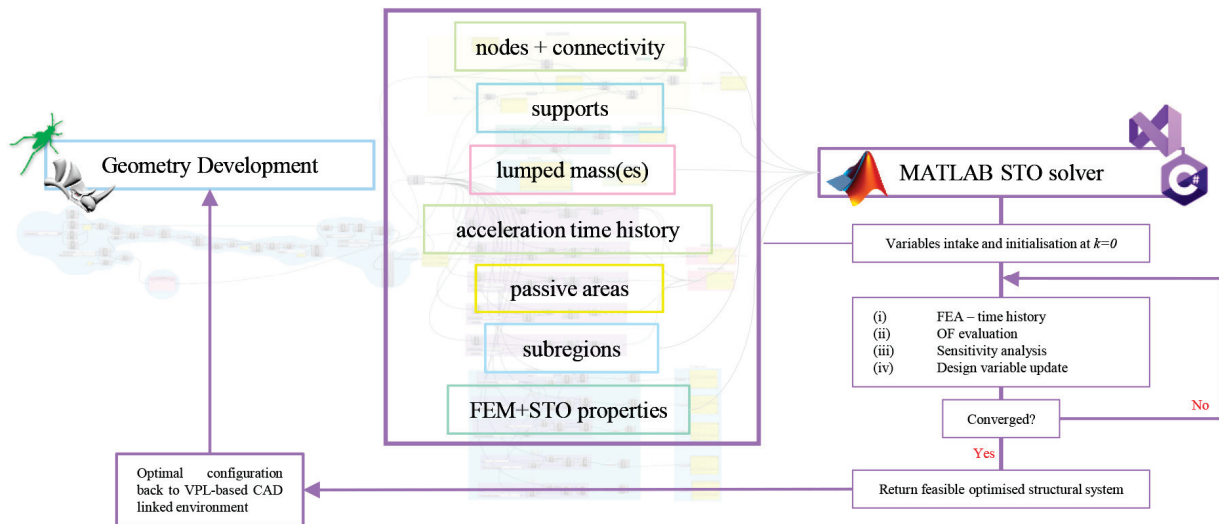 Geometry Development
nodes + connectivity
supports
lumped mass(es)
acceleration time history
passive areas
subregions
FEM+STO properties
MATLAB STO solver
C#
Variables intake and initialisation at k=0
(i) FEA – time history
(ii) OF evaluation
(iii) Sensitivity analysis
(iv) Design variable update
Converged?
No
Yes
Return feasible optimised structural system
Optimal configuration
back to VPL-based CAD
linked environment